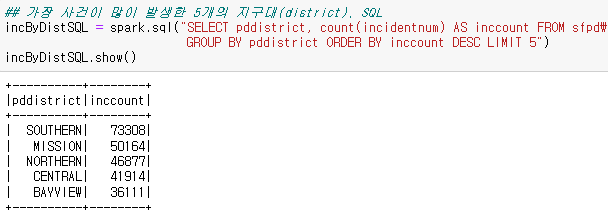 ## 가장 사건이 많이 발생한 5개의 지구대(district). SQL
incByDistSQL = spark.sql("SELECT pddistrict, count(incidentnum) AS inccount FROM sfpd₩
GROUP BY pddistrict ORDER BY inccount DESC LIMIT 5")
incByDistSQL.show()
+----------+--------+
|pddistrict|inccount|
+----------+--------+
|  SOUTHERN|   73308|
|   MISSION|   50164|
|  NORTHERN|   46877|
|   CENTRAL|   41914|
|   BAYVIEW|   36111|
+----------+--------+